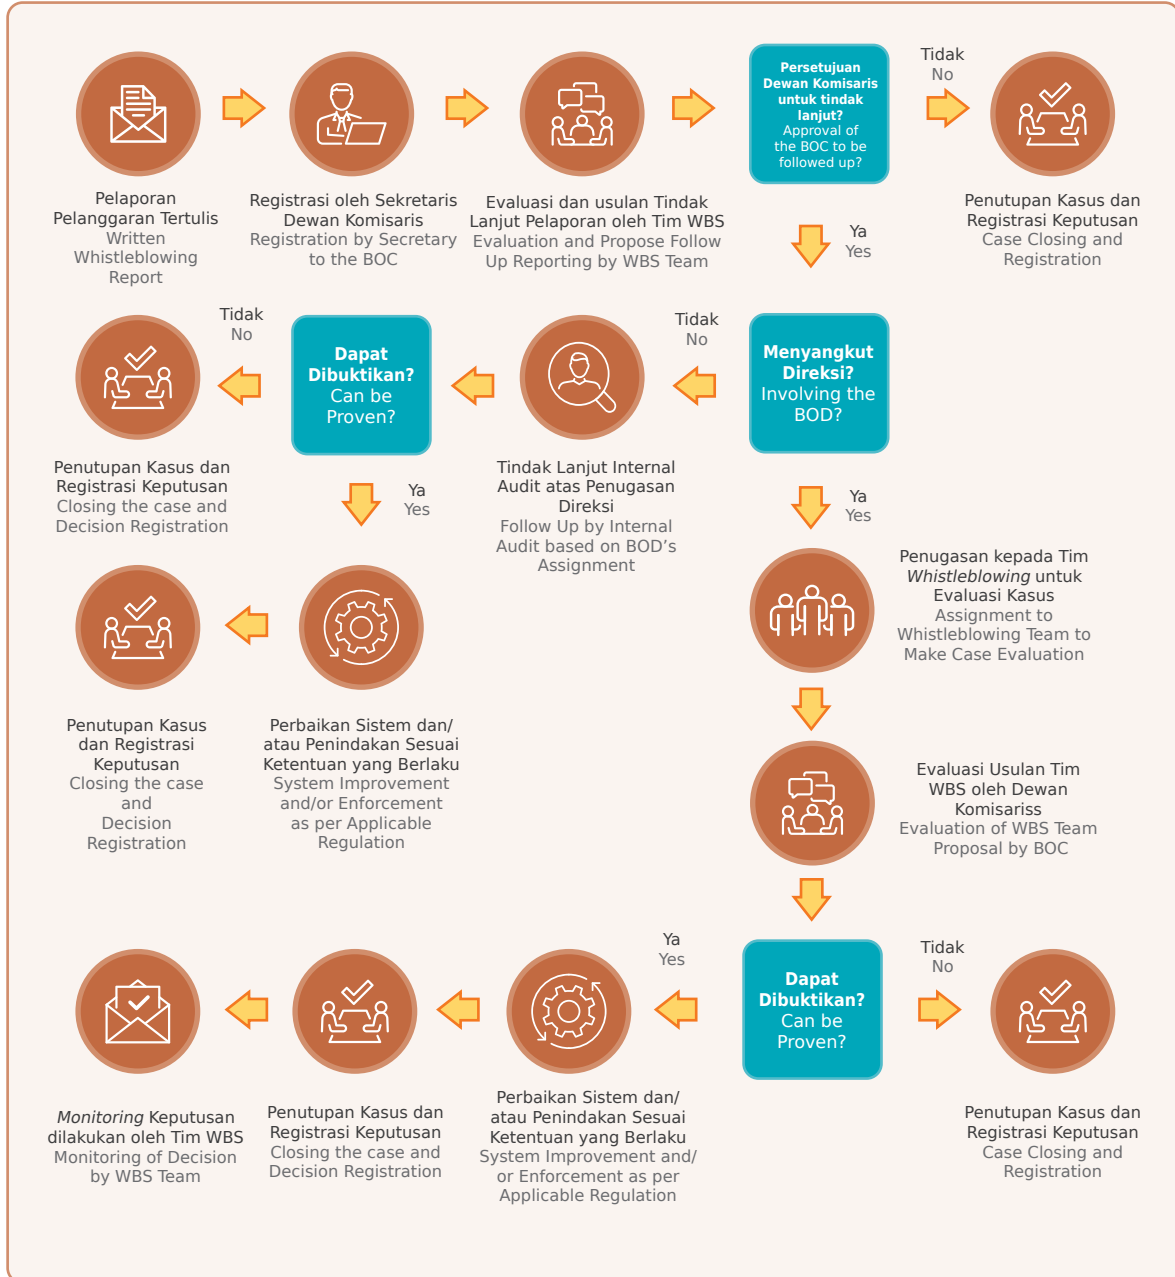 Pelaporan
Pelanggaran Tertulis
Written
Whistleblowing
Report
Registrasi oleh Sekretaris
Dewan Komisaris
Registration by Secretary
to the BOC
Evaluasi dan usulan Tindak
Lanjut Pelaporan oleh Tim WBS
Evaluation and Propose Follow
Up Reporting by WBS Team
Persetujuan
Dewan Komisaris
untuk tindak
lanjut?
Approval of
the BOC to be
followed up?
Tidak
No
Penutupan Kasus dan
Registrasi Keputusan
Case Closing and
Registration
Ya
Yes
Menyangkut
Direksi?
Involving the
BOD?
Tidak
No
Tindak Lanjut Internal
Audit atas Penugasan
Direksi
Follow Up by Internal
Audit based on BOD's
Assignment
Dapat
Dibuktikan?
Can be
Proven?
Tidak
No
Penutupan Kasus dan
Registrasi Keputusan
Closing the case and
Decision Registration
Ya
Yes
Perbaikan Sistem dan/
atau Penindakan Sesuai
Ketentuan yang Berlaku
System Improvement
and/or Enforcement
as per Applicable
Regulation
Penutupan Kasus
dan Registrasi
Keputusan
Closing the case
and
Decision
Registration
Ya
Yes
Penugasan kepada Tim
Whistleblowing untuk
Evaluasi Kasus
Assignment to
Whistleblowing Team to
Make Case Evaluation
Evaluasi Usulan Tim
WBS oleh Dewan
Komisariss
Evaluation of WBS Team
Proposal by BOC
Dapat
Dibuktikan?
Can be
Proven?
Tidak
No
Penutupan Kasus dan
Registrasi Keputusan
Case Closing and
Registration
Ya
Yes
Perbaikan Sistem dan/
atau Penindakan Sesuai
Ketentuan yang Berlaku
System Improvement and/
or Enforcement as per
Applicable Regulation
Penutupan Kasus dan
Registrasi Keputusan
Closing the case and
Decision Registration
Monitoring Keputusan
dilakukan oleh Tim WBS
Monitoring of Decision
by WBS Team